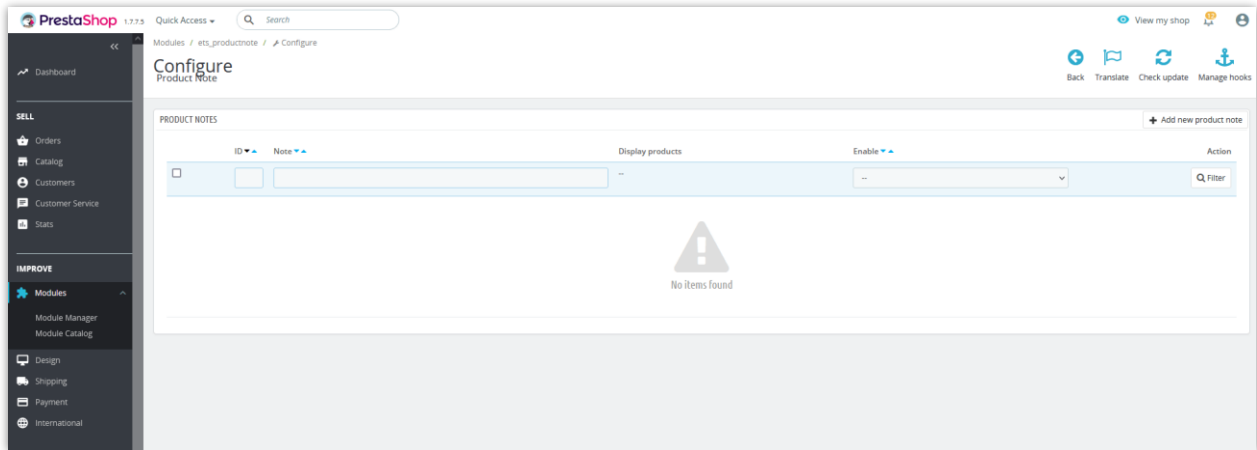 PrestaShop 1.7.7.5 Quick Access Search View my shop
Modules / ets_productnote / Configure
Configure
Product Note
Back Translate Check update Manage hooks
Dashboard
SELL
Orders
Catalog
Customers
Customer Service
Stats
IMPROVE
Modules
Module Manager
Module Catalog
Design
Shipping
Payment
International
PRODUCT NOTES
Add new product note
ID Note Display products Enable Action
-- -- Filter
No items found